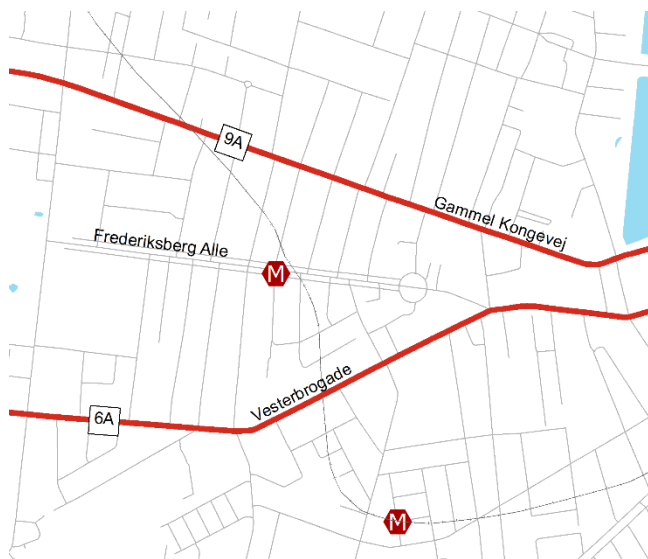 9A
Gammel Kongevej
Frederiksberg Alle
M
Vesterbrogade
6A
M